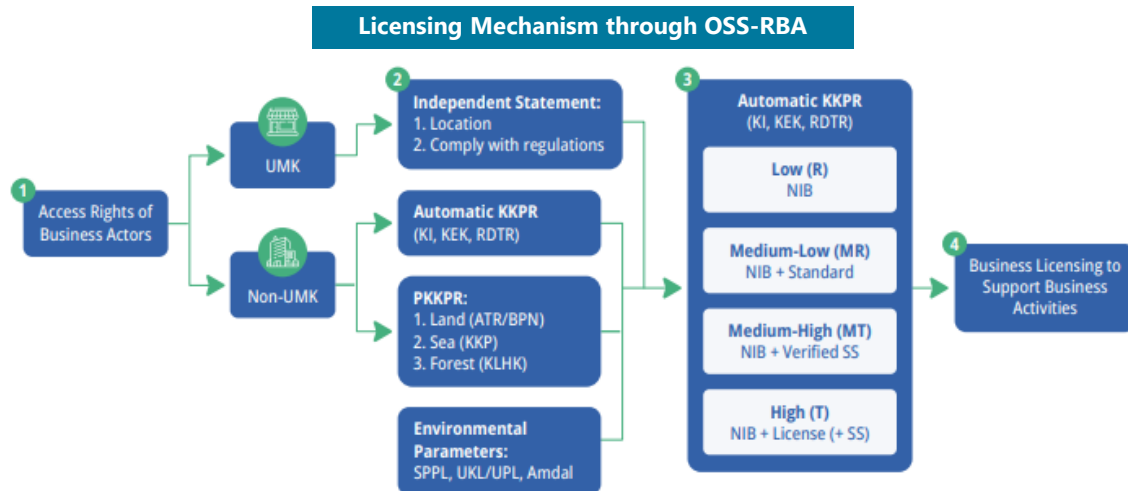 Licensing Mechanism through OSS-RBA
1
Access Rights of
Business Actors
UMK
Non-UMK
2
Independent Statement:
1. Location
2. Comply with regulations
Automatic KKPR
(KI, KEK, RDTR)
PKKPR:
1. Land (ATR/BPN)
2. Sea (KKP)
3. Forest (KLHK)
Environmental
Parameters:
SPPL, UKL/UPL, Amdal
3
Automatic KKPR
(KI, KEK, RDTR)
Low (R)
NIB
Medium-Low (MR)
NIB + Standard
Medium-High (MT)
NIB + Verified SS
High (T)
NIB + License (+ SS)
4
Business Licensing to
Support Business
Activities